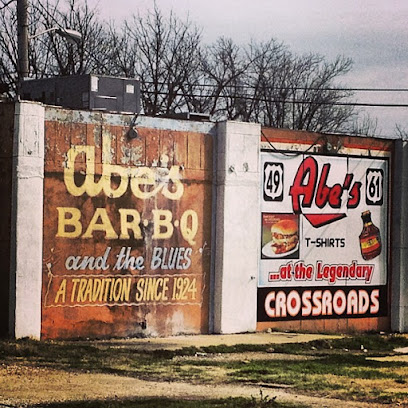 abe's
BAR-B-Q
and the BLUES
A TRADITION SINCE 1924
49 Abe's 61
T-SHIRTS
...at the Legendary
CROSSROADS